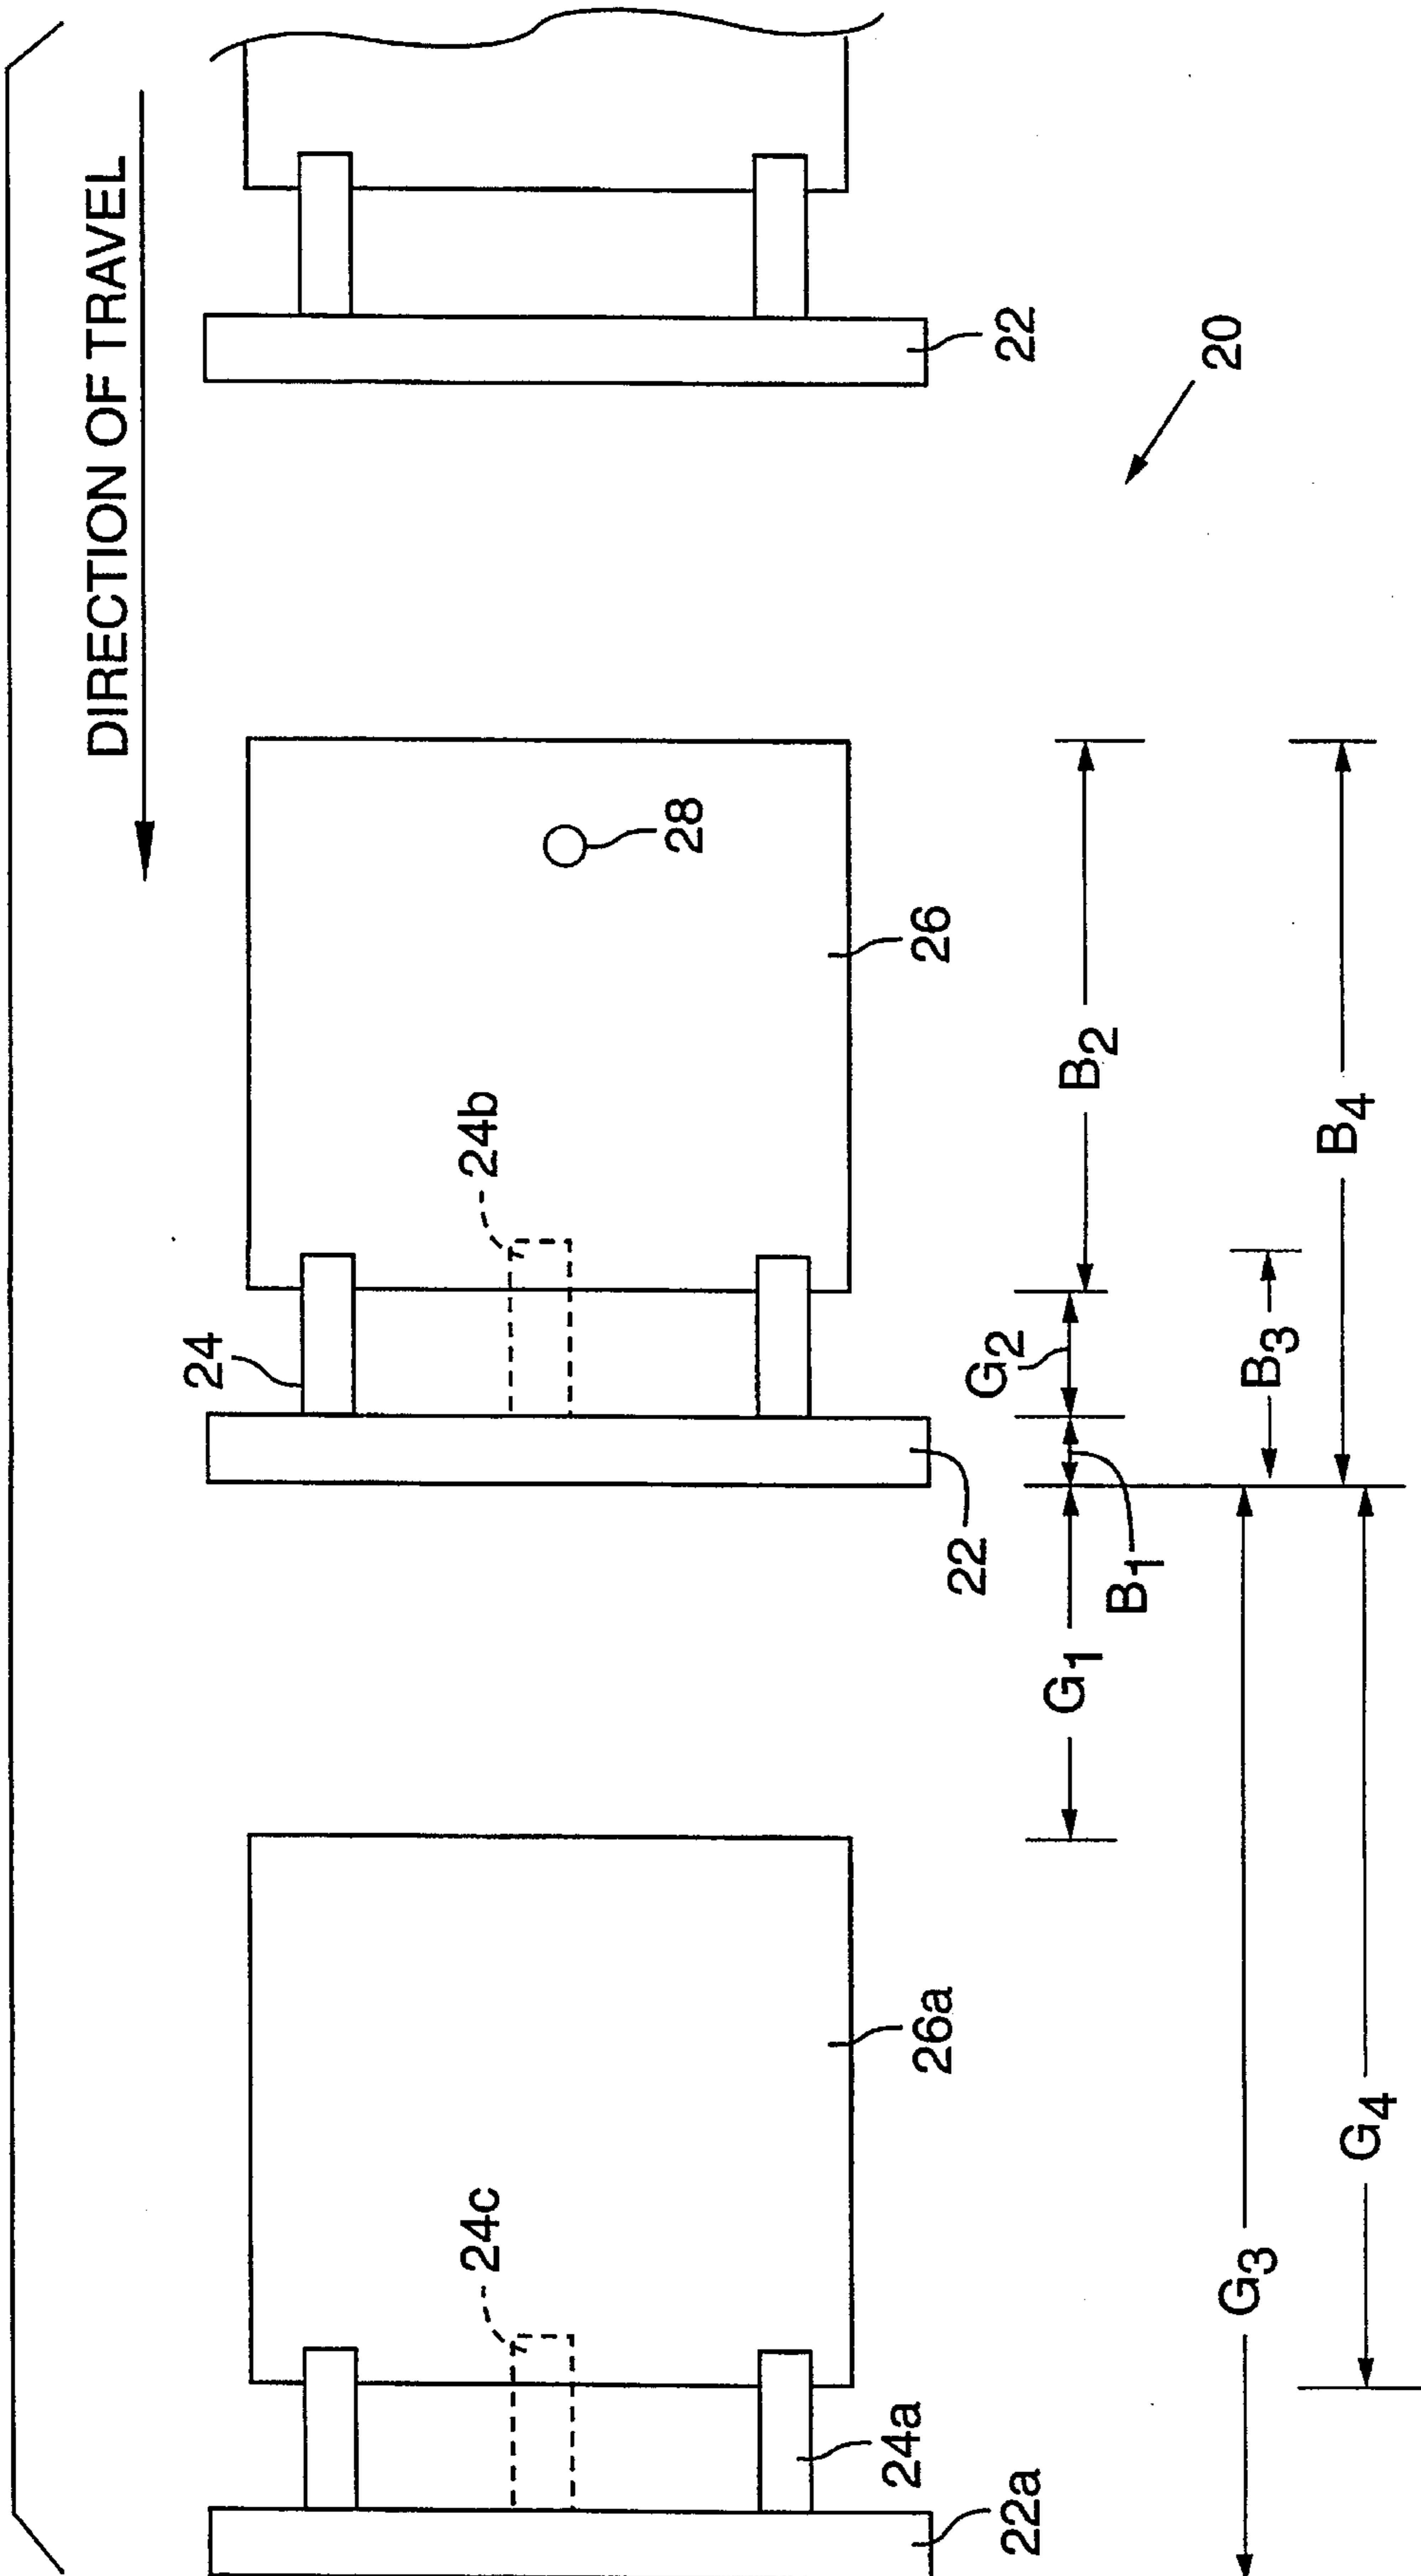 DIRECTION OF TRAVEL
22
20
28
26
24b
24
22
B2
B4
G2
B3
B1
G1
26a
24c
24a
22a
G3
G4